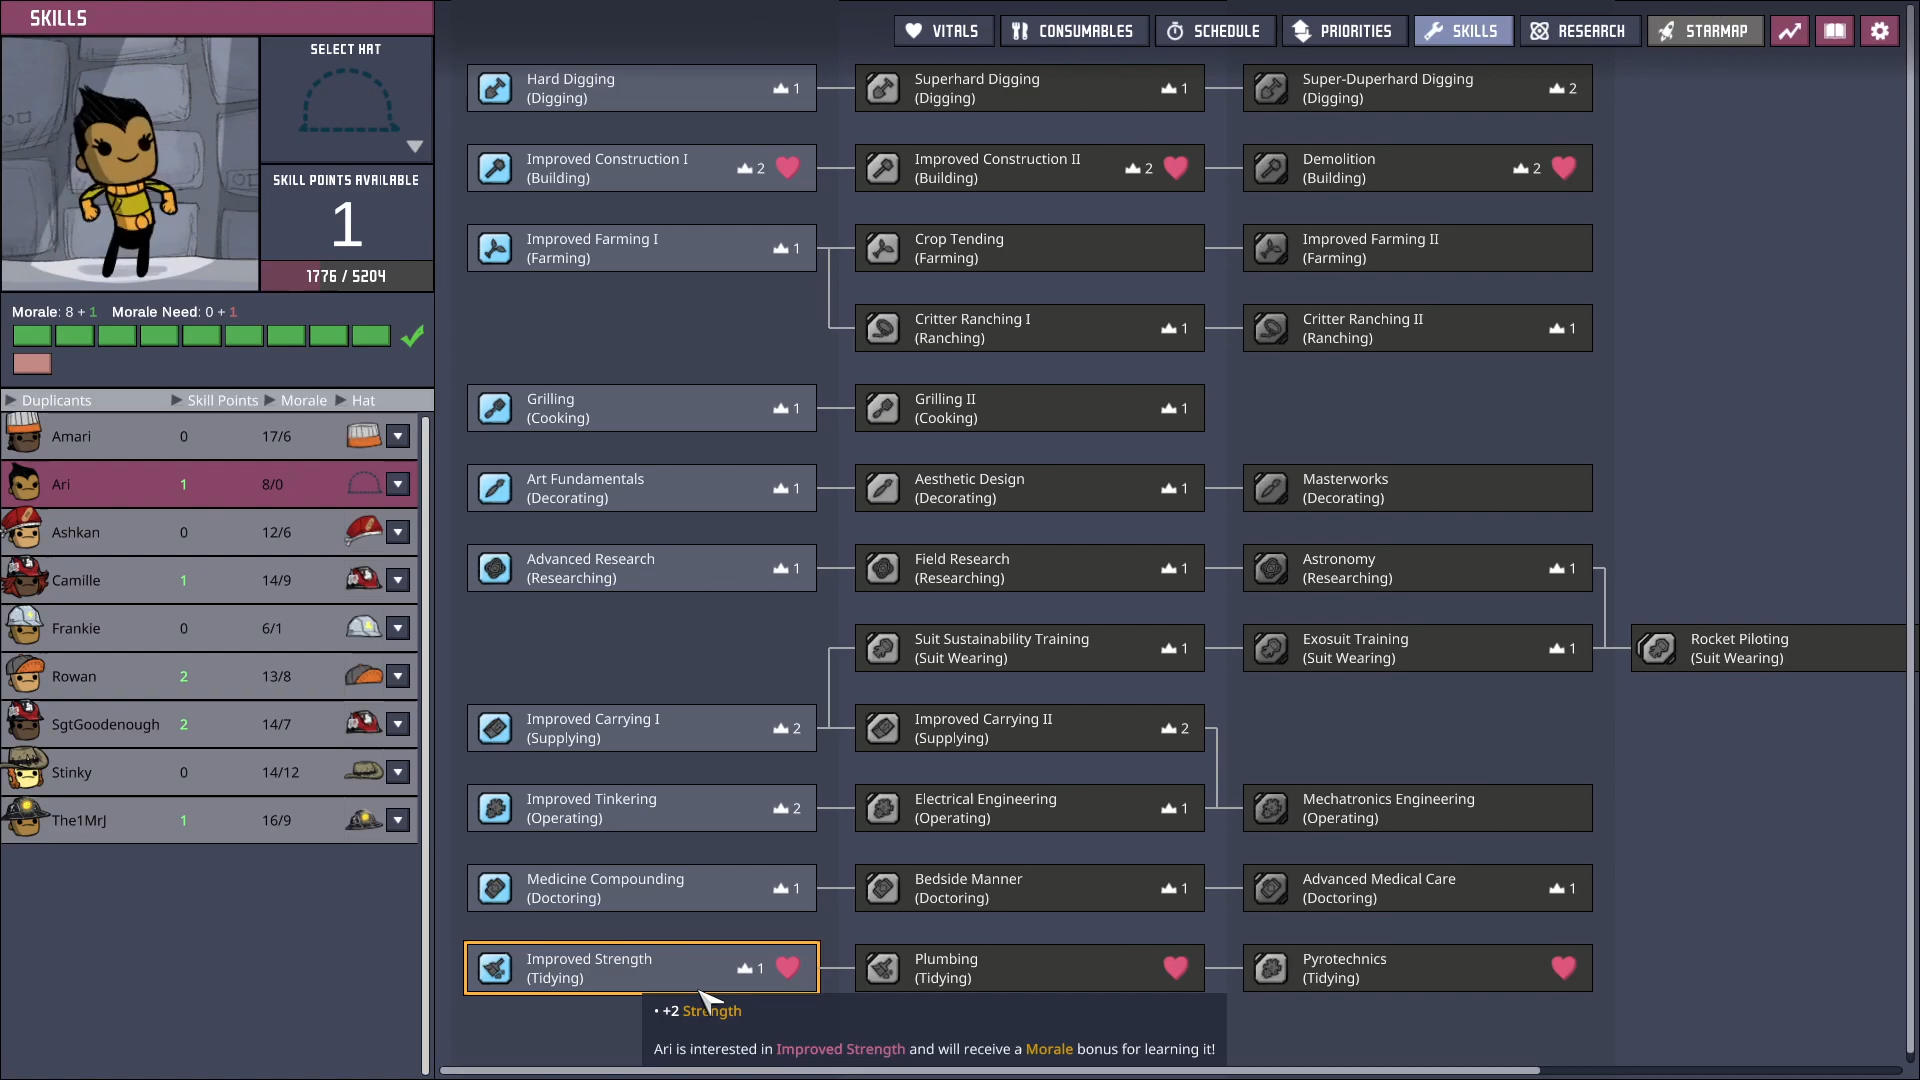 SKILLS
VITALS
CONSUMABLES
SCHEDULE
PRIORITIES
SKILLS
RESEARCH
STARMAP
SELECT HAT
SKILL POINTS AVAILABLE
1
1776 / 5204
Morale: 8 + 1 Morale Need: 0 + 1
Duplicants Skill Points Morale Hat
Amari 0 17/6
Ari 1 8/0
Ashkan 0 12/6
Camille 1 14/9
Frankie 0 6/1
Rowan 2 13/8
SgtGoodenough 2 14/7
Stinky 0 14/12
The1MrJ 1 16/9
Hard Digging
(Digging)
1
Superhard Digging
(Digging)
1
Super-Duperhard Digging
(Digging)
2
Improved Construction I
(Building)
2
Improved Construction II
(Building)
2
Demolition
(Building)
2
Improved Farming I
(Farming)
1
Crop Tending
(Farming)
Improved Farming II
(Farming)
Critter Ranching I
(Ranching)
1
Critter Ranching II
(Ranching)
1
Grilling
(Cooking)
1
Grilling II
(Cooking)
1
Art Fundamentals
(Decorating)
1
Aesthetic Design
(Decorating)
1
Masterworks
(Decorating)
Advanced Research
(Researching)
1
Field Research
(Researching)
1
Astronomy
(Researching)
1
Suit Sustainability Training
(Suit Wearing)
1
Exosuit Training
(Suit Wearing)
1
Rocket Piloting
(Suit Wearing)
Improved Carrying I
(Supplying)
2
Improved Carrying II
(Supplying)
2
Improved Tinkering
(Operating)
2
Electrical Engineering
(Operating)
1
Mechatronics Engineering
(Operating)
Medicine Compounding
(Doctoring)
1
Bedside Manner
(Doctoring)
1
Advanced Medical Care
(Doctoring)
1
Improved Strength
(Tidying)
1
Plumbing
(Tidying)
Pyrotechnics
(Tidying)
• +2 Strength
Ari is interested in Improved Strength and will receive a Morale bonus for learning it!